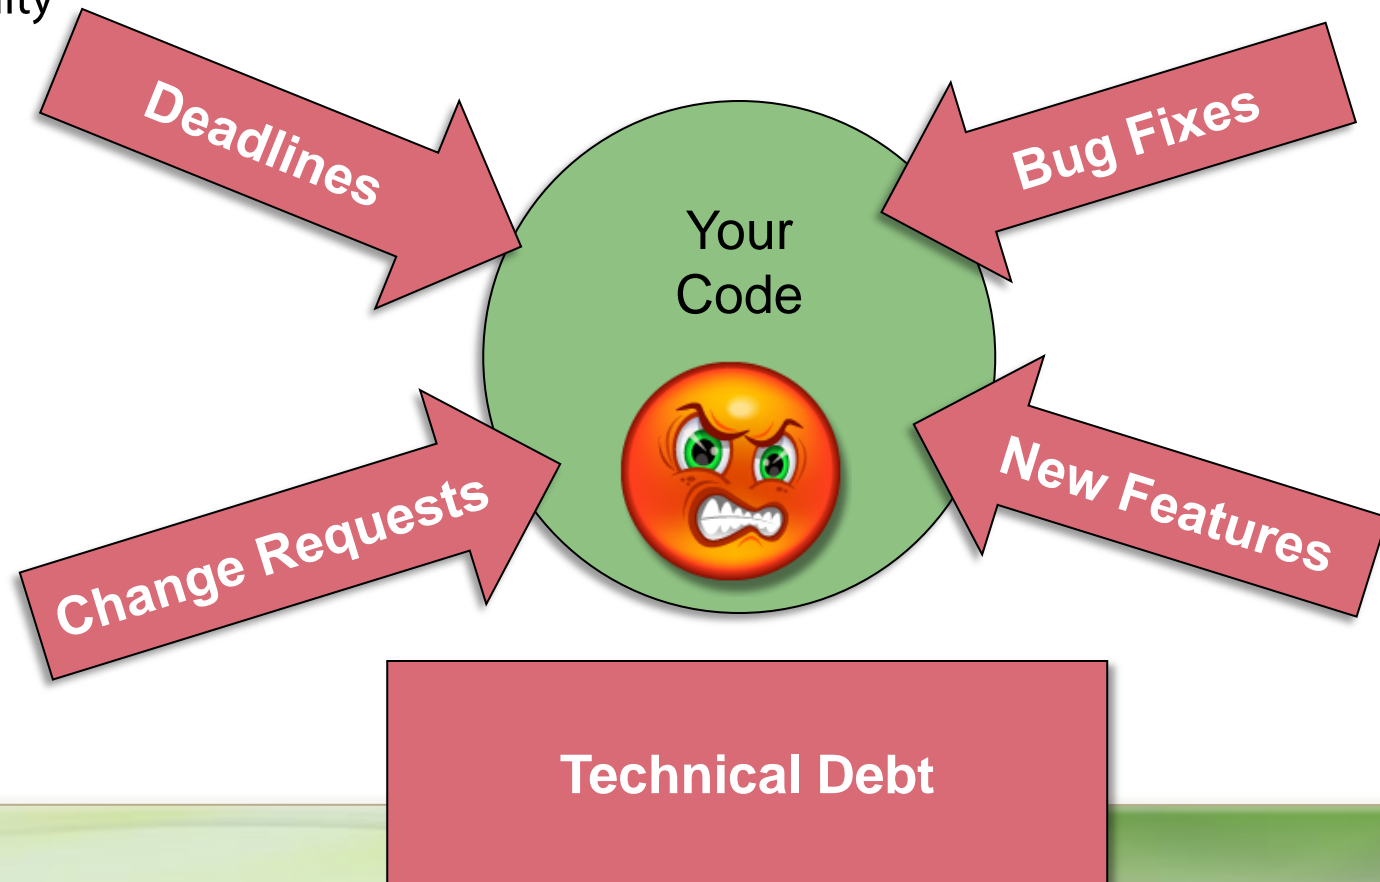 Deadlines
Bug Fixes
Your
Code
Change Requests
New Features
Technical Debt